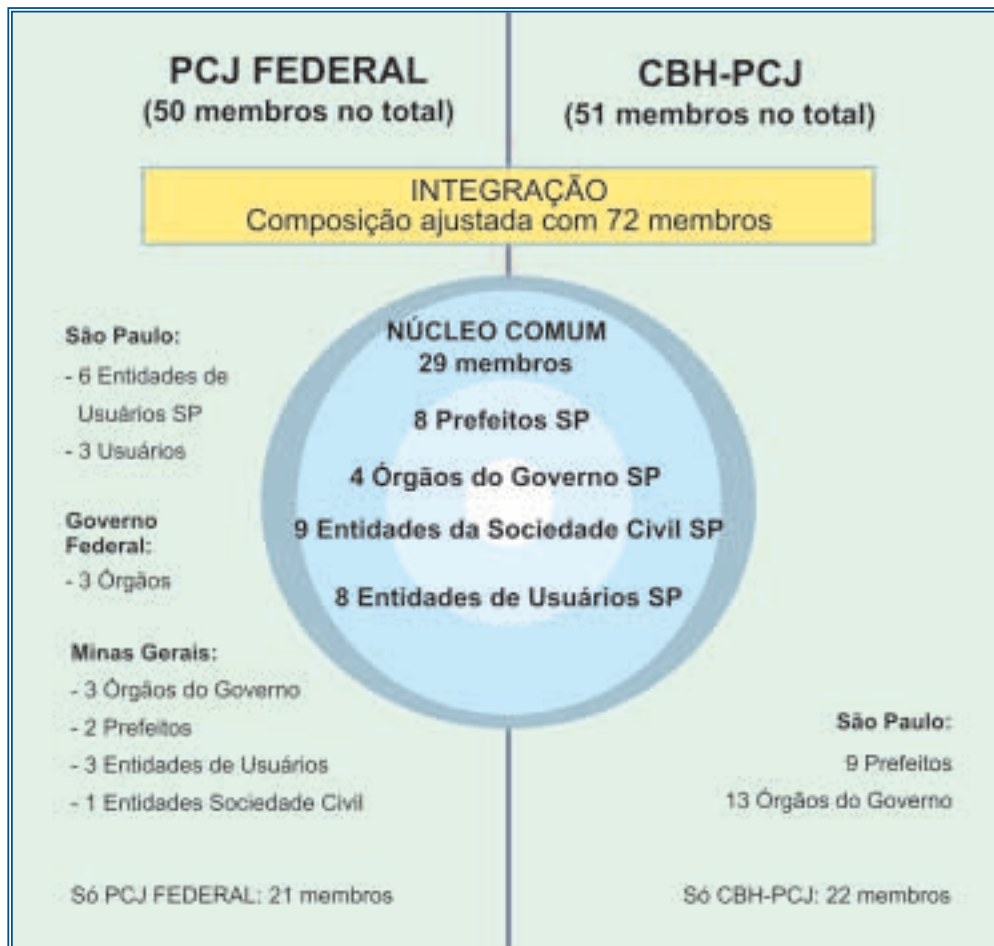 PCJ FEDERAL
(50 membros no total)
CBH-PCJ
(51 membros no total)
INTEGRAÇÃO
Composição ajustada com 72 membros
NÚCLEO COMUM
29 membros
8 Prefeitos SP
4 Órgãos do Governo SP
9 Entidades da Sociedade Civil SP
8 Entidades de Usuários SP
São Paulo:
- 6 Entidades de
Usuários SP
- 3 Usuários
Governo
Federal:
- 3 Órgãos
Minas Gerais:
- 3 Órgãos do Governo
- 2 Prefeitos
- 3 Entidades de Usuários
- 1 Entidades Sociedade Civil
Só PCJ FEDERAL: 21 membros
São Paulo:
9 Prefeitos
13 Órgãos do Governo
Só CBH-PCJ: 22 membros